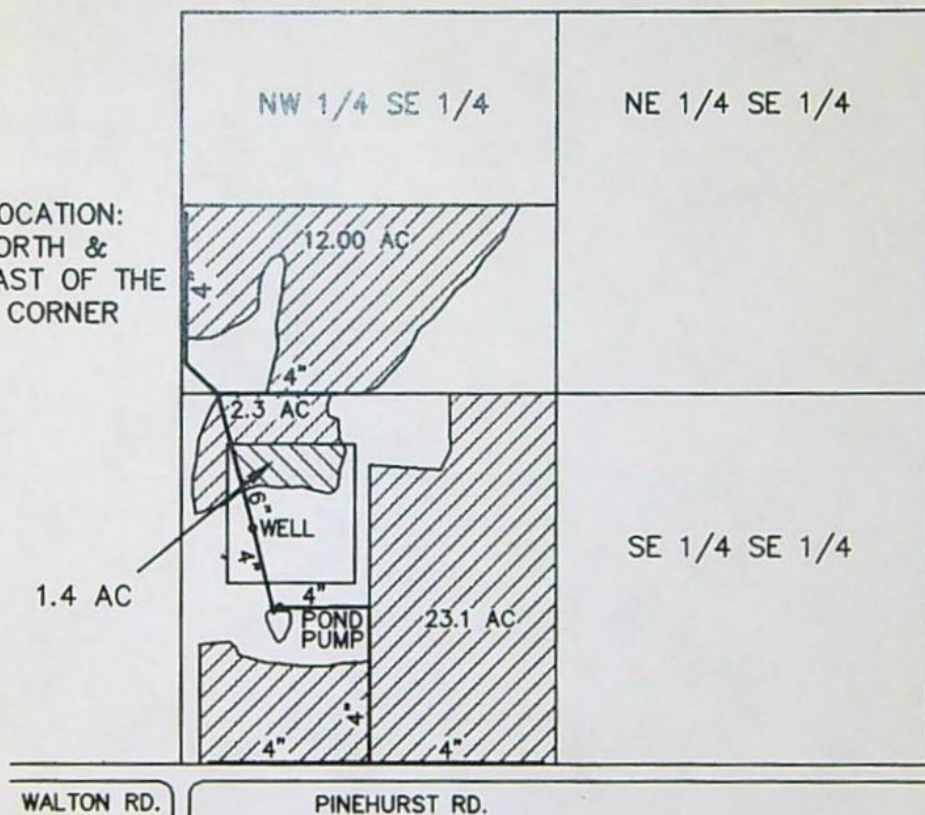 NW 1/4 SE 1/4
NE 1/4 SE 1/4
OCATION:
ORTH &
AST OF THE
CORNER
12.00 AC
4"
4"
2.3 AC
6"
WELL
4"
1.4 AC
4"
POND
PUMP
23.1 AC
SE 1/4 SE 1/4
4"
4"
4"
WALTON RD.
PINEHURST RD.